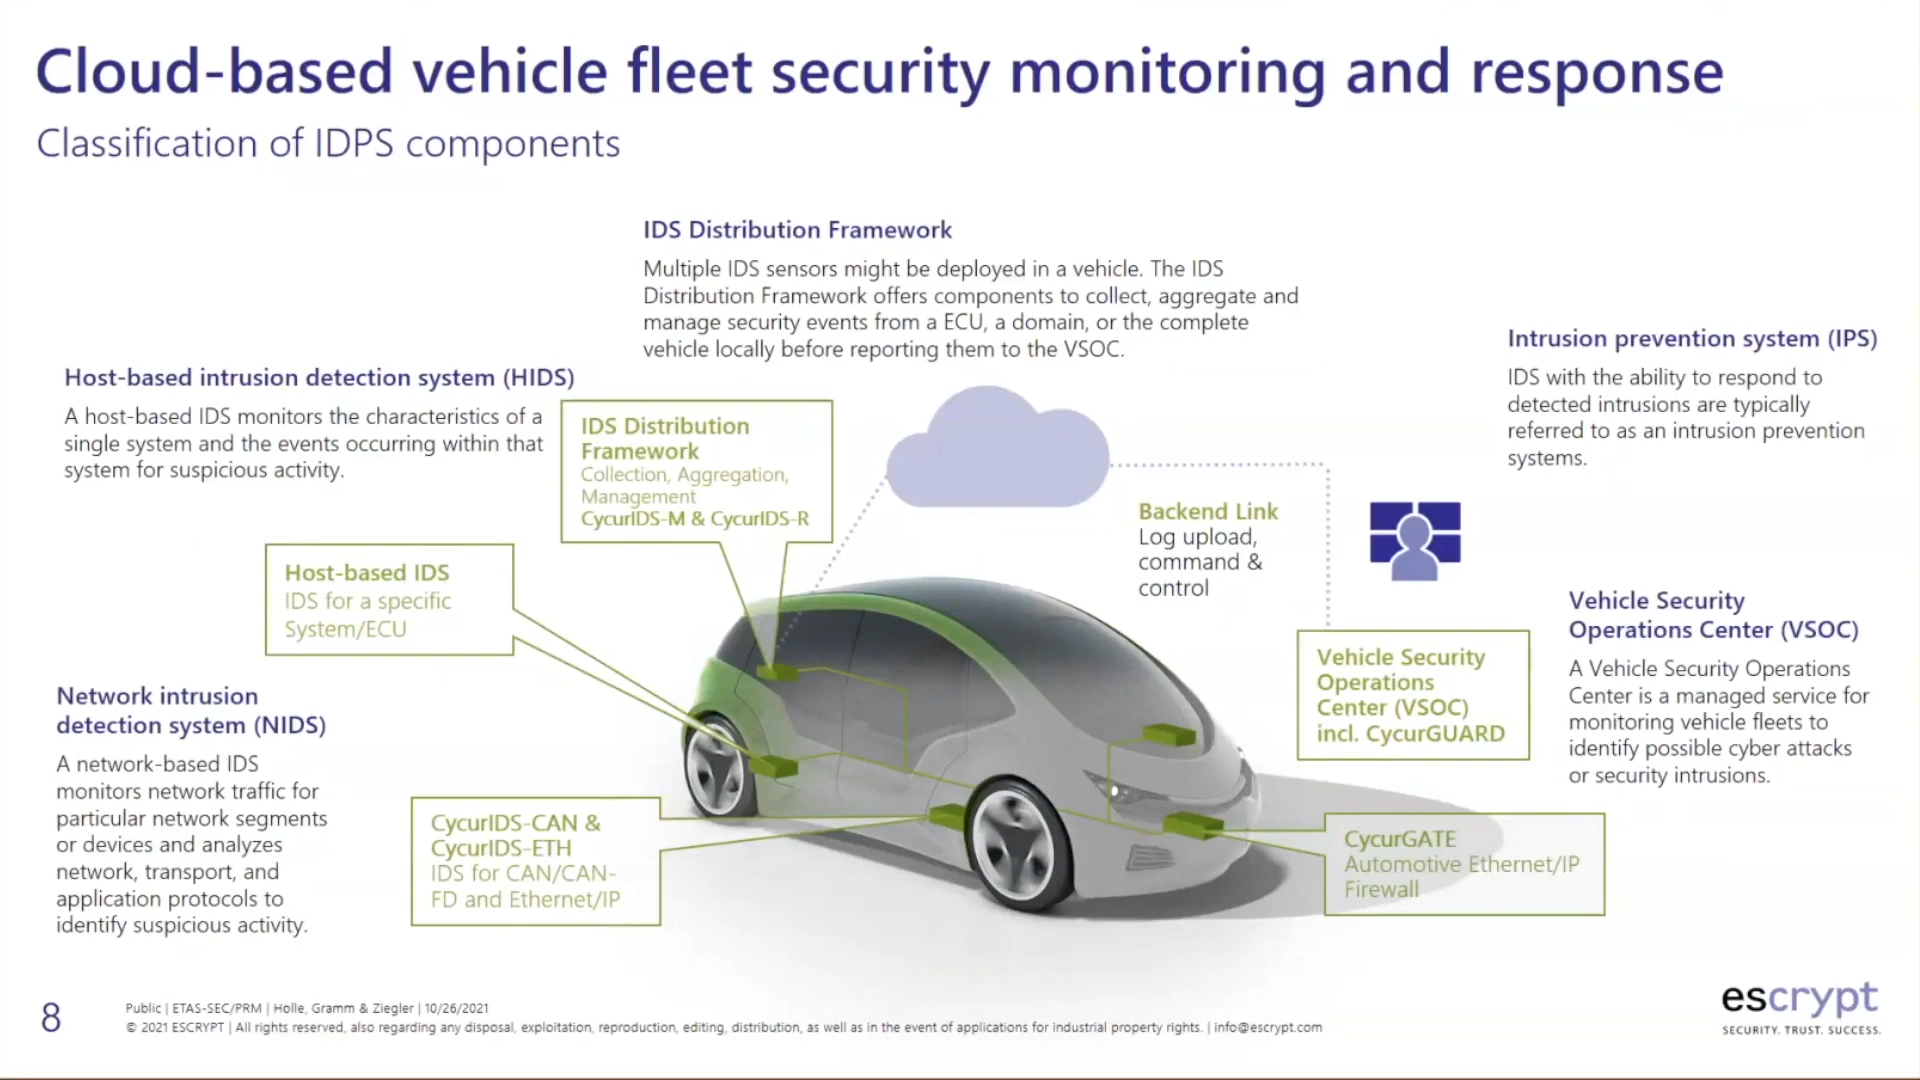 Cloud-based vehicle fleet security monitoring and response
Classification of IDPS components
IDS Distribution Framework
Multiple IDS sensors might be deployed in a vehicle. The IDS
Distribution Framework offers components to collect, aggregate and
manage security events from a ECU, a domain, or the complete
vehicle locally before reporting them to the VSOC.
Intrusion prevention system (IPS)
IDS with the ability to respond to
detected intrusions are typically
referred to as an intrusion prevention
systems.
Host-based intrusion detection system (HIDS)
A host-based IDS monitors the characteristics of a
single system and the events occurring within that
system for suspicious activity.
IDS Distribution
Framework
Collection, Aggregation,
Management
CycurIDS-M & CycurIDS-R
Backend Link
Log upload,
command &
control
Host-based IDS
IDS for a specific
System/ECU
Vehicle Security
Operations Center (VSOC)
A Vehicle Security Operations
Center is a managed service for
monitoring vehicle fleets to
identify possible cyber attacks
or security intrusions.
Vehicle Security
Operations
Center (VSOC)
incl. CycurGUARD
Network intrusion
detection system (NIDS)
A network-based IDS
monitors network traffic for
particular network segments
or devices and analyzes
network, transport, and
application protocols to
identify suspicious activity.
CycurIDS-CAN &
CycurIDS-ETH
IDS for CAN/CAN-
FD and Ethernet/IP
CycurGATE
Automotive Ethernet/IP
Firewall
8
Public | ETAS-SEC/PRM | Holle, Gramm & Ziegler | 10/26/2021
© 2021 ESCRYPT | All rights reserved, also regarding any disposal, exploitation, reproduction, editing, distribution, as well as in the event of applications for industrial property rights. | info@escrypt.com
escrypt
SECURITY. TRUST. SUCCESS.